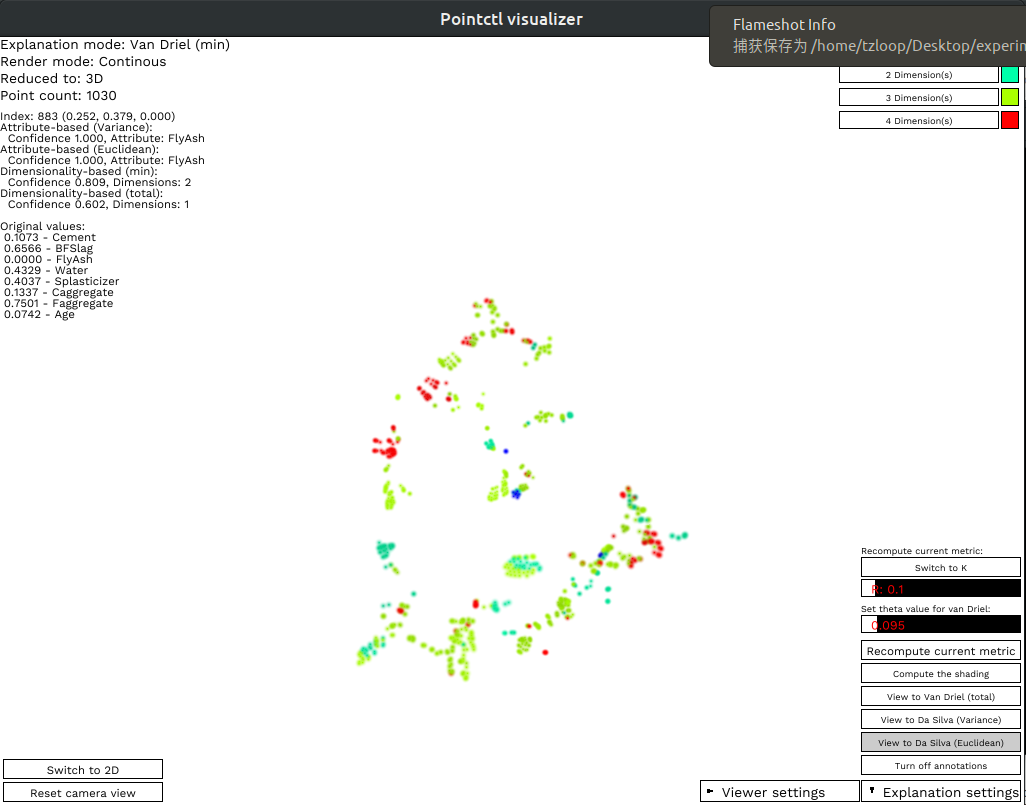 Pointctl visualizer
Flameshot Info
捕获保存为 /home/tzloop/Desktop/experim
Explanation mode: Van Driel (min)
Render mode: Continous
Reduced to: 3D
Point count: 1030
Index: 883 (0.252, 0.379, 0.000)
Attribute-based (Variance):
Confidence 1.000, Attribute: FlyAsh
Attribute-based (Euclidean):
Confidence 1.000, Attribute: FlyAsh
Dimensionality-based (min):
Confidence 0.809, Dimensions: 2
Dimensionality-based (total):
Confidence 0.602, Dimensions: 1
Original values:
0.1073 - Cement
0.6566 - BFSlag
0.0000 - FlyAsh
0.4329 - Water
0.4037 - Splasticizer
0.1337 - Caggregate
0.7501 - Faggregate
0.0742 - Age
2 Dimension(s)
3 Dimension(s)
4 Dimension(s)
Recompute current metric:
Switch to K
R: 0.1
Set theta value for van Driel:
0.095
Recompute current metric
Compute the shading
View to Van Driel (total)
View to Da Silva (Variance)
View to Da Silva (Euclidean)
Turn off annotations
Switch to 2D
Reset camera view
Viewer settings
Explanation settings